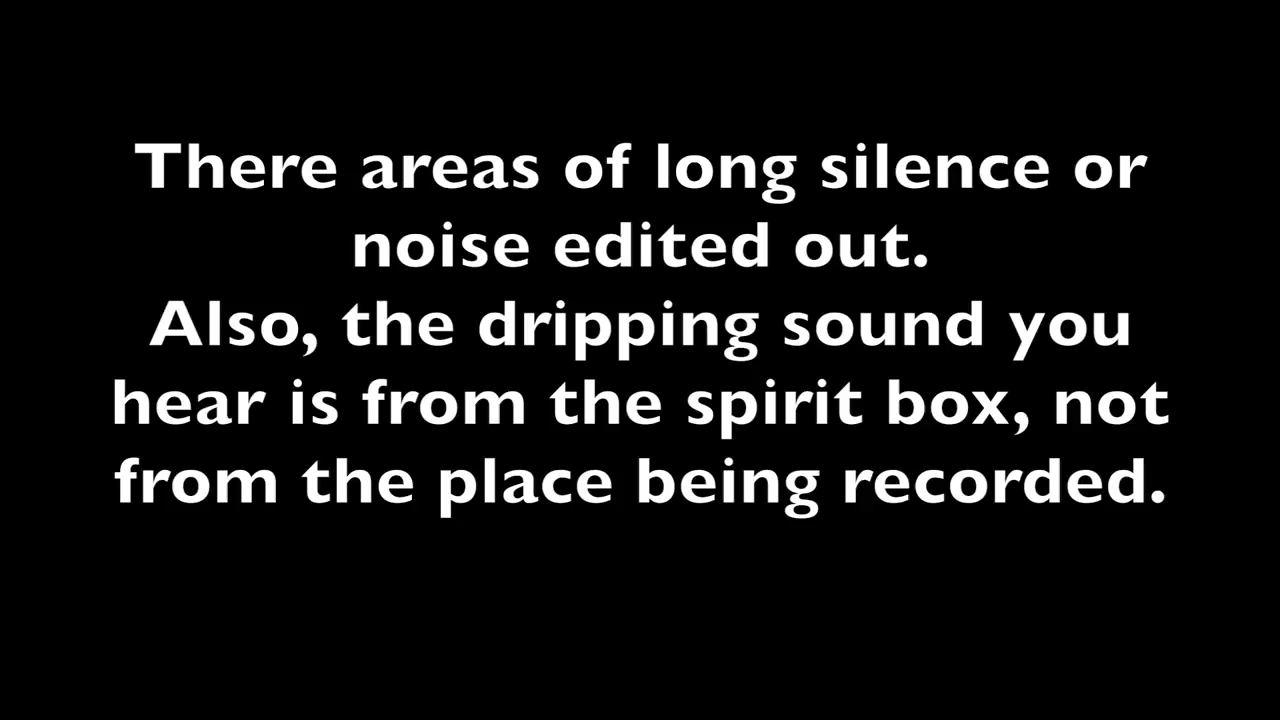 There areas of long silence or
noise edited out.
Also, the dripping sound you
hear is from the spirit box, not
from the place being recorded.